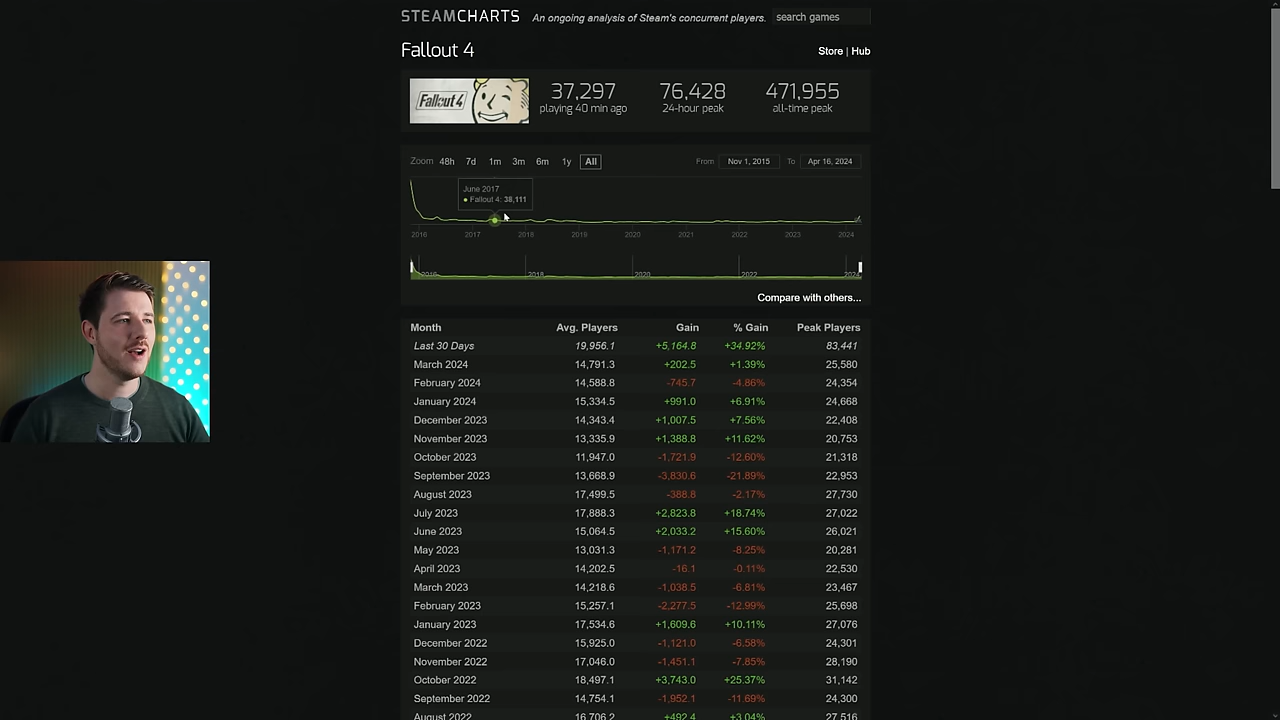 STEAMCHARTS An ongoing analysis of Steam's concurrent players. search games
Fallout 4 Store | Hub
Fallout 4
37,297 76,428 471,955
playing 40 min ago 24-hour peak all-time peak
Zoom 48h 7d 1m 3m 6m 1y All From Nov 1, 2015 To Apr 16, 2024
June 2017
Fallout 4: 38,111
2016 2017 2018 2019 2020 2021 2022 2023 2024
2016 2018 2020 2022 2024
Compare with others...
Month Avg. Players Gain % Gain Peak Players
Last 30 Days 19,956.1 +5,164.8 +34.92% 83,441
March 2024 14,791.3 +202.5 +1.39% 25,580
February 2024 14,588.8 -745.7 -4.86% 24,354
January 2024 15,334.5 +991.0 +6.91% 24,668
December 2023 14,343.4 +1,007.5 +7.56% 22,408
November 2023 13,335.9 +1,388.8 +11.62% 20,753
October 2023 11,947.0 -1,721.9 -12.60% 21,318
September 2023 13,668.9 -3,830.6 -21.89% 22,953
August 2023 17,499.5 -388.8 -2.17% 27,730
July 2023 17,888.3 +2,823.8 +18.74% 27,022
June 2023 15,064.5 +2,033.2 +15.60% 26,021
May 2023 13,031.3 -1,171.2 -8.25% 20,281
April 2023 14,202.5 -16.1 -0.11% 22,530
March 2023 14,218.6 -1,038.5 -6.81% 23,467
February 2023 15,257.1 -2,277.5 -12.99% 25,698
January 2023 17,534.6 +1,609.6 +10.11% 27,076
December 2022 15,925.0 -1,121.0 -6.58% 24,301
November 2022 17,046.0 -1,451.1 -7.85% 28,190
October 2022 18,497.1 +3,743.0 +25.37% 31,142
September 2022 14,754.1 -1,952.1 -11.69% 24,300
August 2022 16,706.2 +492.4 +3.04% 27,516